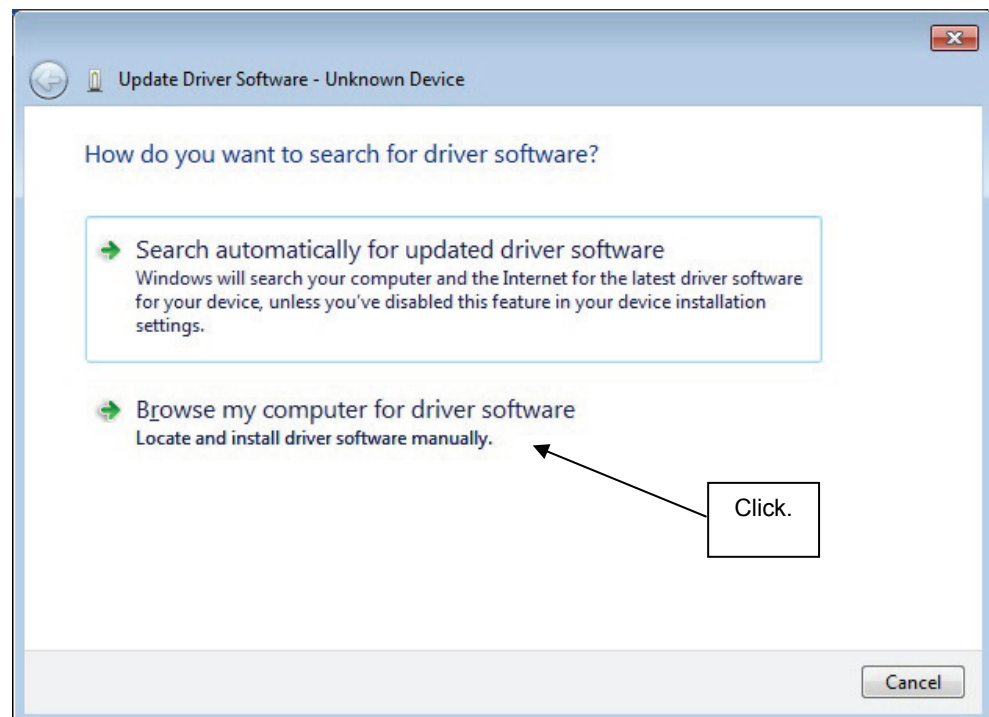 Update Driver Software - Unknown Device
How do you want to search for driver software?
Search automatically for updated driver software
Windows will search your computer and the Internet for the latest driver software
for your device, unless you've disabled this feature in your device installation
settings.
Browse my computer for driver software
Locate and install driver software manually.
Click.
Cancel